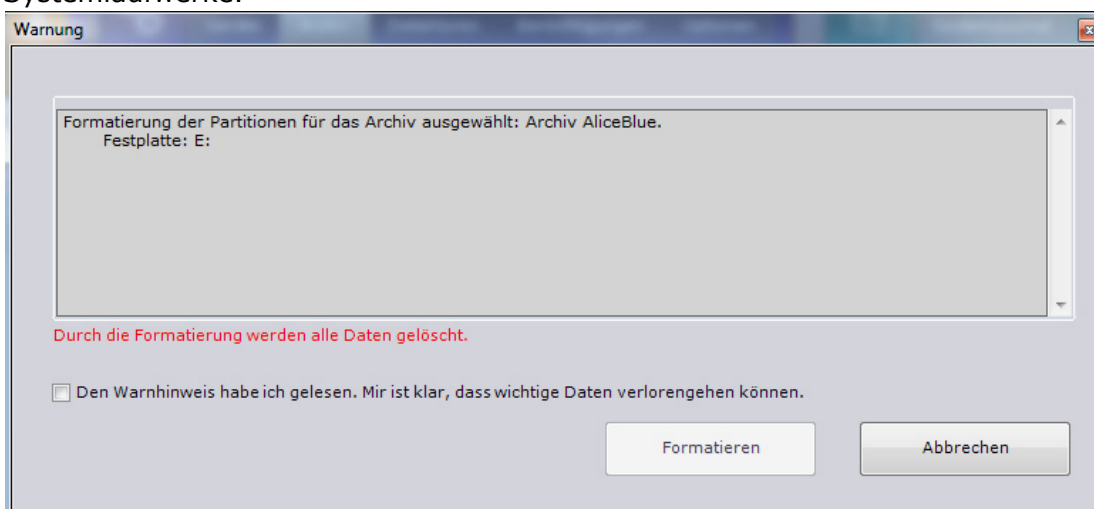 Systemlaufwerke.
Warnung
Formatierung der Partitionen für das Archiv ausgewählt: Archiv AliceBlue.
Festplatte: E:
Durch die Formatierung werden alle Daten gelöscht.
Den Warnhinweis habe ich gelesen. Mir ist klar, dass wichtige Daten verlorengehen können.
Formatieren
Abbrechen